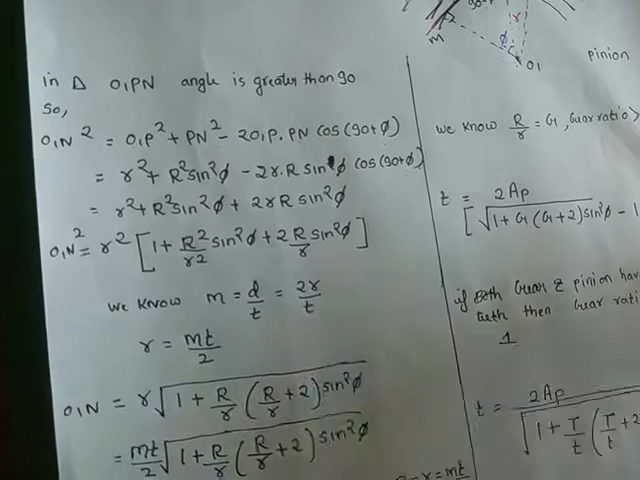 in Δ O₁PN angle is greater than 90
So,
O₁N² = O₁P² + PN² - 2O₁P.PN cos(90+ϕ)
= r² + R²sin²ϕ - 2r.R sinϕ cos(90+ϕ)
= r² + R²sin²ϕ + 2rR sin²ϕ
O₁N² = r² [1 + R²/r² sin²ϕ + 2R/r sin²ϕ]
we know m = d/t = 2r/t
r = mt/2
O₁N = r√(1 + R/r (R/r + 2) sin²ϕ
= mt/2 √(1 + R/r (R/r + 2) sin²ϕ
M
ϕ
r
O₁
pinion
we know R/r = G, Gear ratio
t = 2Ap / [√(1 + G(G+2)sin²ϕ - 1
if both Gear & pinion hav
teeth then Gear rati
1
t = 2Ap / [√(1 + T/t (T/t + 2
- r = mt/